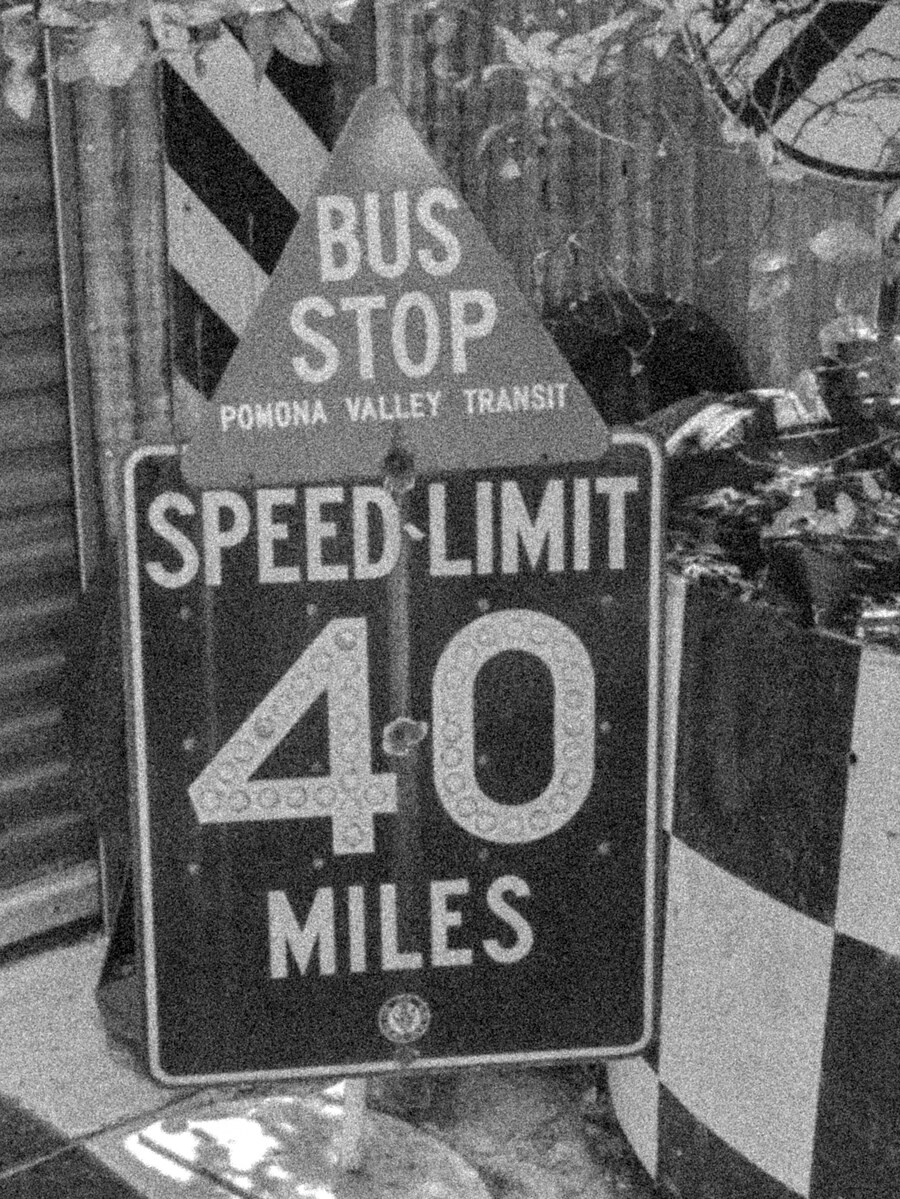 BUS
STOP
POMONA VALLEY TRANSIT
SPEED LIMIT
40
MILES